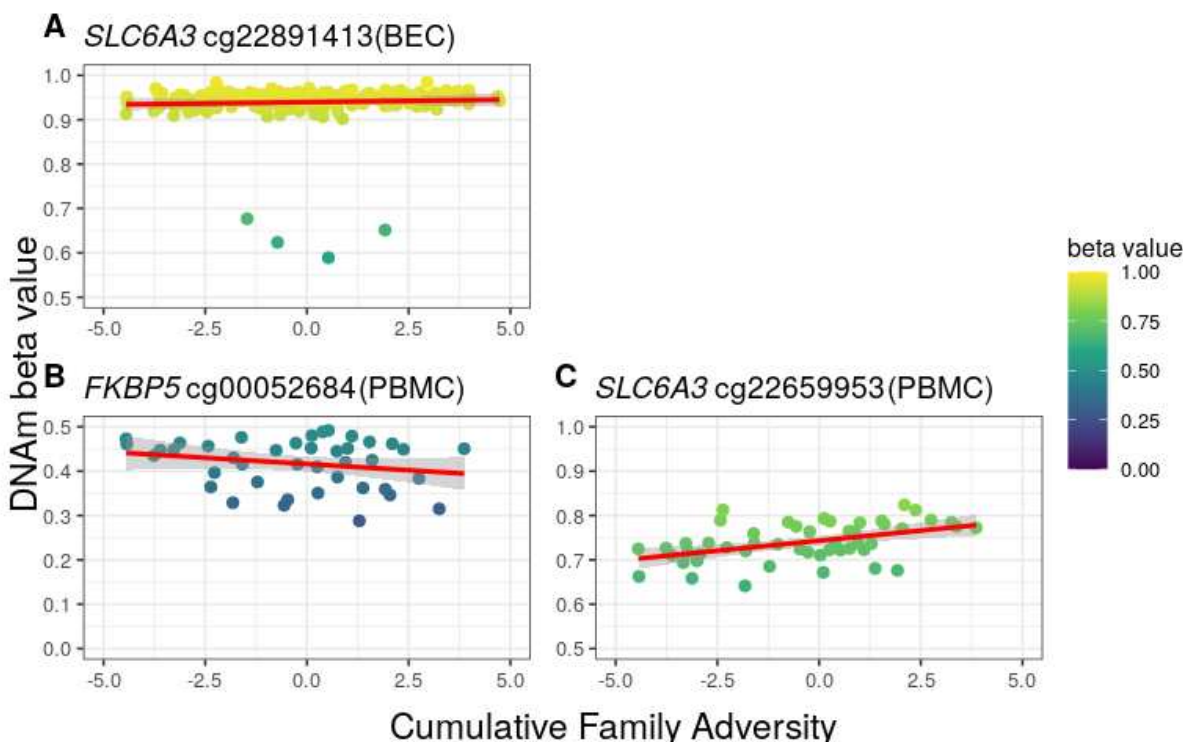 A SLC6A3 cg22891413(BEC)
1.0
0.9
0.8
0.7
0.6
0.5
-5.0 -2.5 0.0 2.5 5.0
DNAm beta value
B FKBP5 cg00052684(PBMC)
0.5
0.4
0.3
0.2
0.1
0.0
-5.0 -2.5 0.0 2.5 5.0
C SLC6A3 cg22659953(PBMC)
1.0
0.9
0.8
0.7
0.6
0.5
-5.0 -2.5 0.0 2.5 5.0
Cumulative Family Adversity
beta value
1.00
0.75
0.50
0.25
0.00